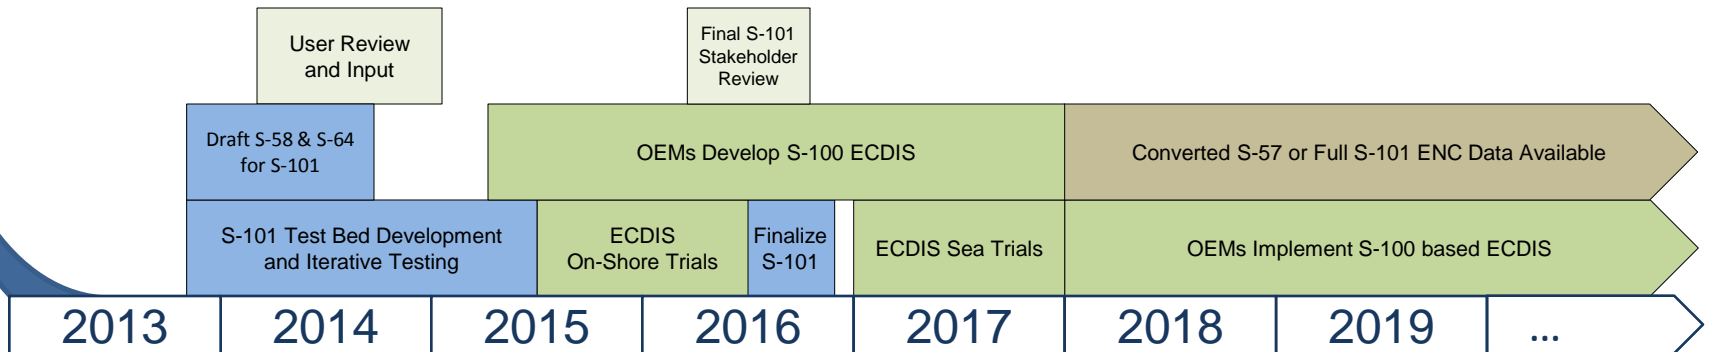 User Review
and Input
Final S-101
Stakeholder
Review
Draft S-58 & S-64
for S-101
OEMs Develop S-100 ECDIS
Converted S-57 or Full S-101 ENC Data Available
S-101 Test Bed Development
and Iterative Testing
ECDIS
On-Shore Trials
Finalize
S-101
ECDIS Sea Trials
OEMs Implement S-100 based ECDIS
2013
2014
2015
2016
2017
2018
2019
...